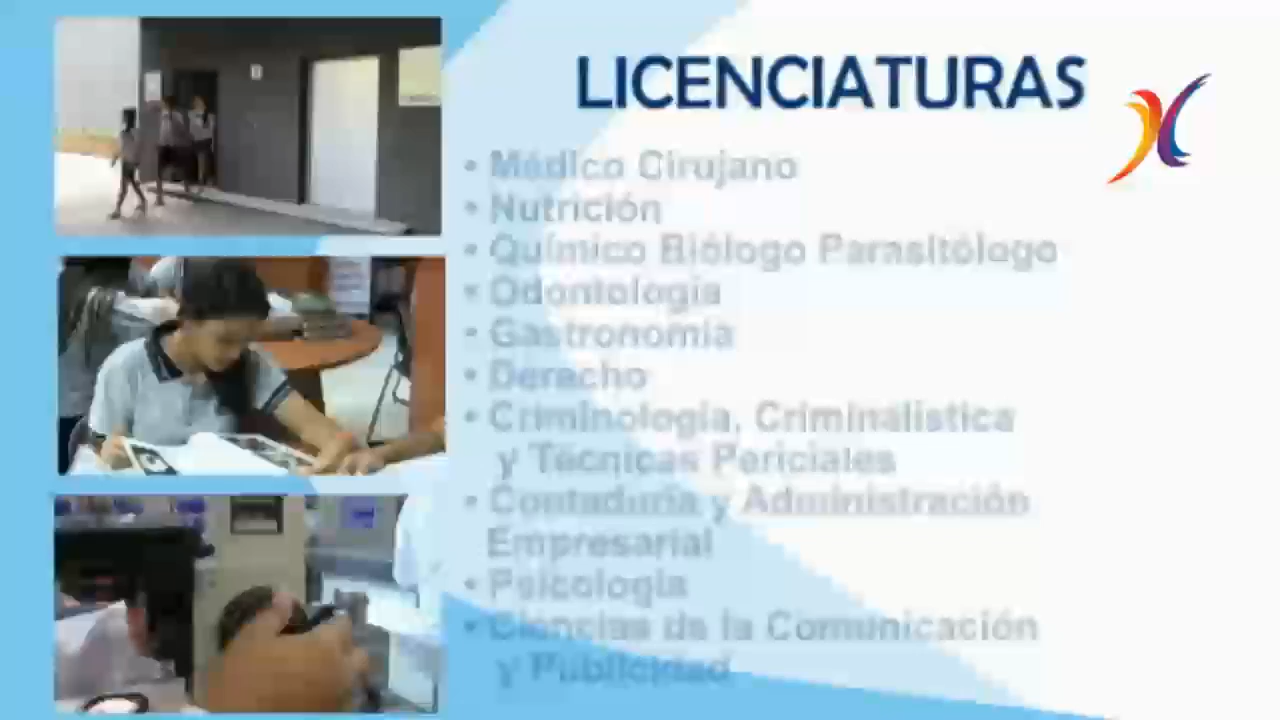 LICENCIATURAS
• Médico Cirujano
• Nutrición
• Químico Biólogo Parasitólogo
• Odontología
• Gastronomía
• Derecho
• Criminología, Criminalística
y Técnicas Periciales
• Contaduría y Administración
Empresarial
• Psicología
• Ciencias de la Comunicación
y Publicidad